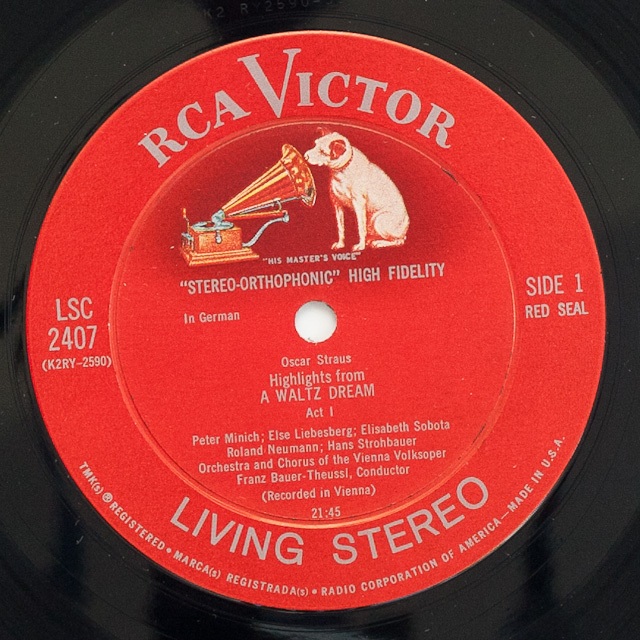 RCA VICTOR
"HIS MASTER'S VOICE"
"STEREO-ORTHOPHONIC" HIGH FIDELITY
LSC
2407
(K2RY-2590)
SIDE 1
RED SEAL
In German
Oscar Straus
Highlights from
A WALTZ DREAM
Act I
Peter Minich; Else Liebesberg; Elisabeth Sobota
Roland Neumann; Hans Strohbauer
Orchestra and Chorus of the Vienna Volksoper
Franz Bauer-Theussl, Conductor
(Recorded in Vienna)
21:45
LIVING STEREO
TMK(s) ® REGISTERED • MARCA(s) REGISTRADA(s) • RADIO CORPORATION OF AMERICA—MADE IN U.S.A.